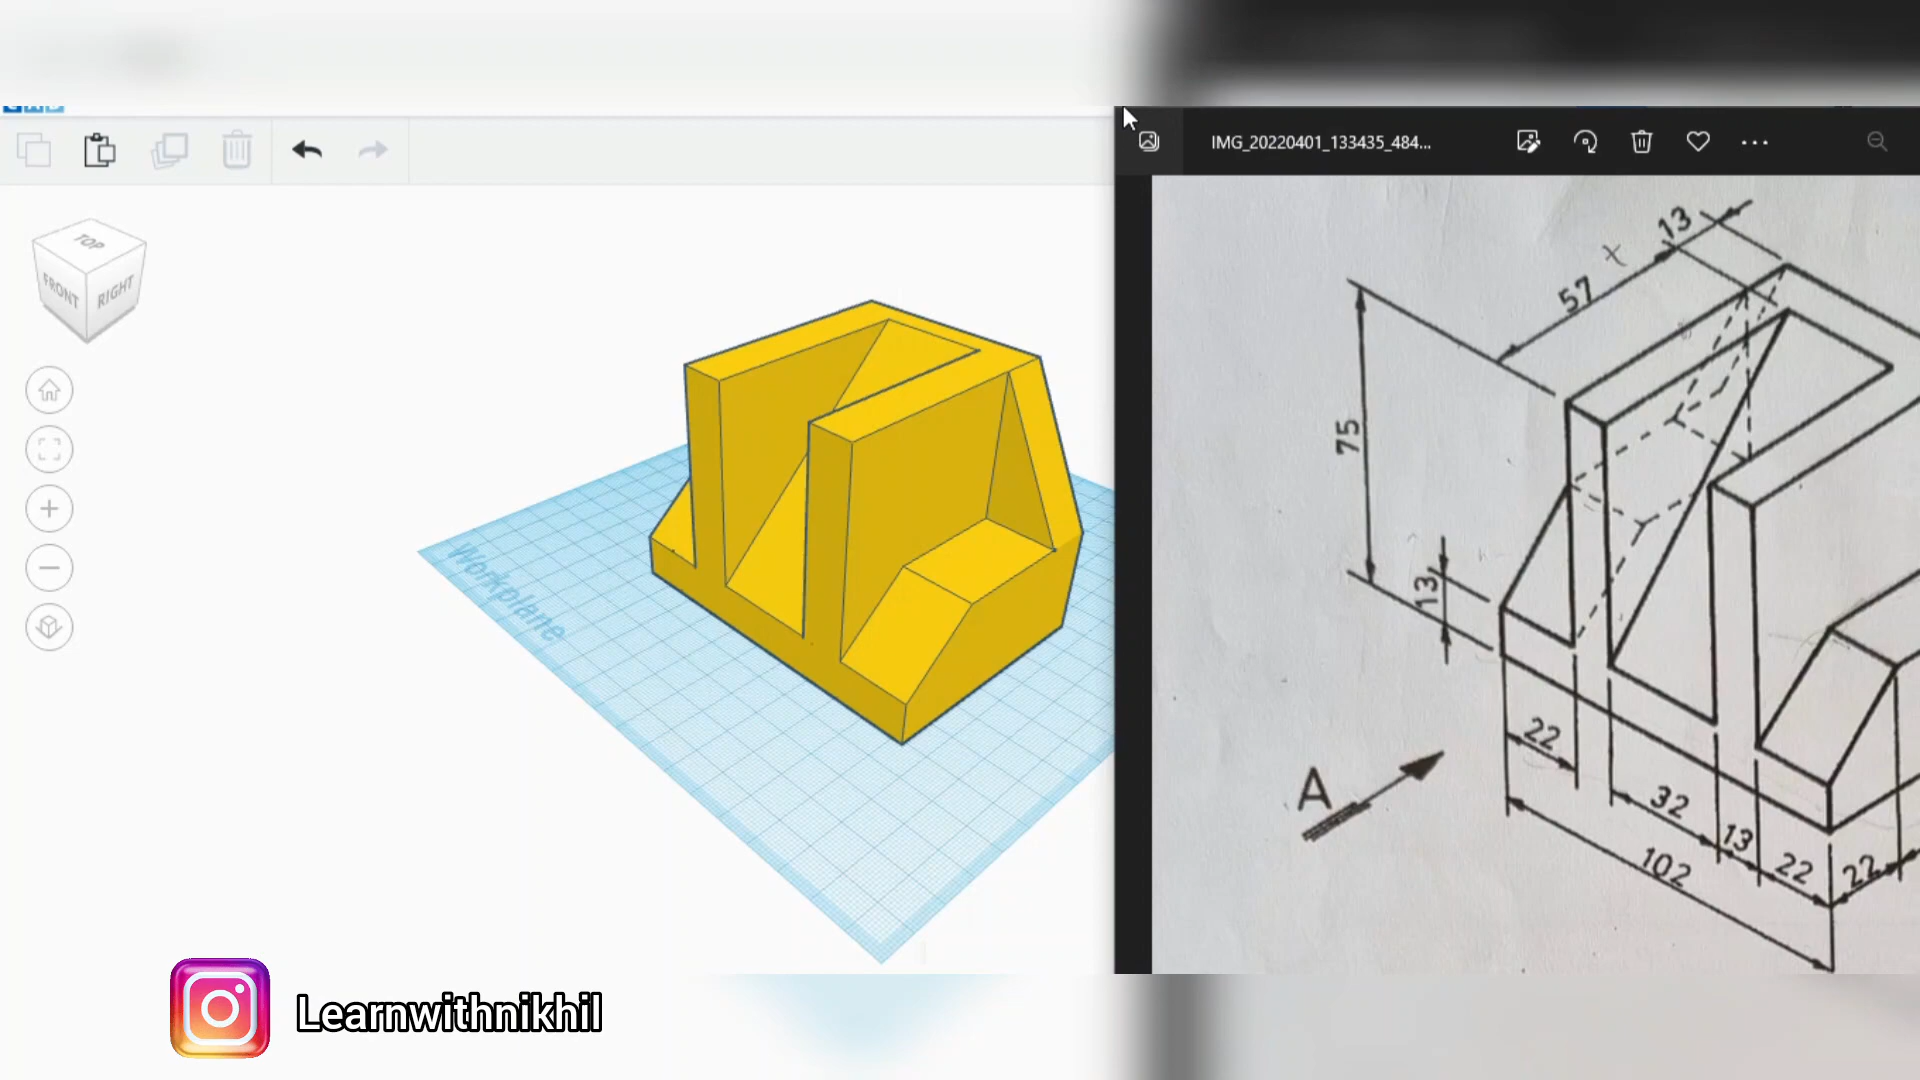 IMG_20220401_133435_484...
TOP
FRONT
RIGHT
Workplane
13
x
57
75
13
22
A
32
13
22
22
102
Learnwithnikhil